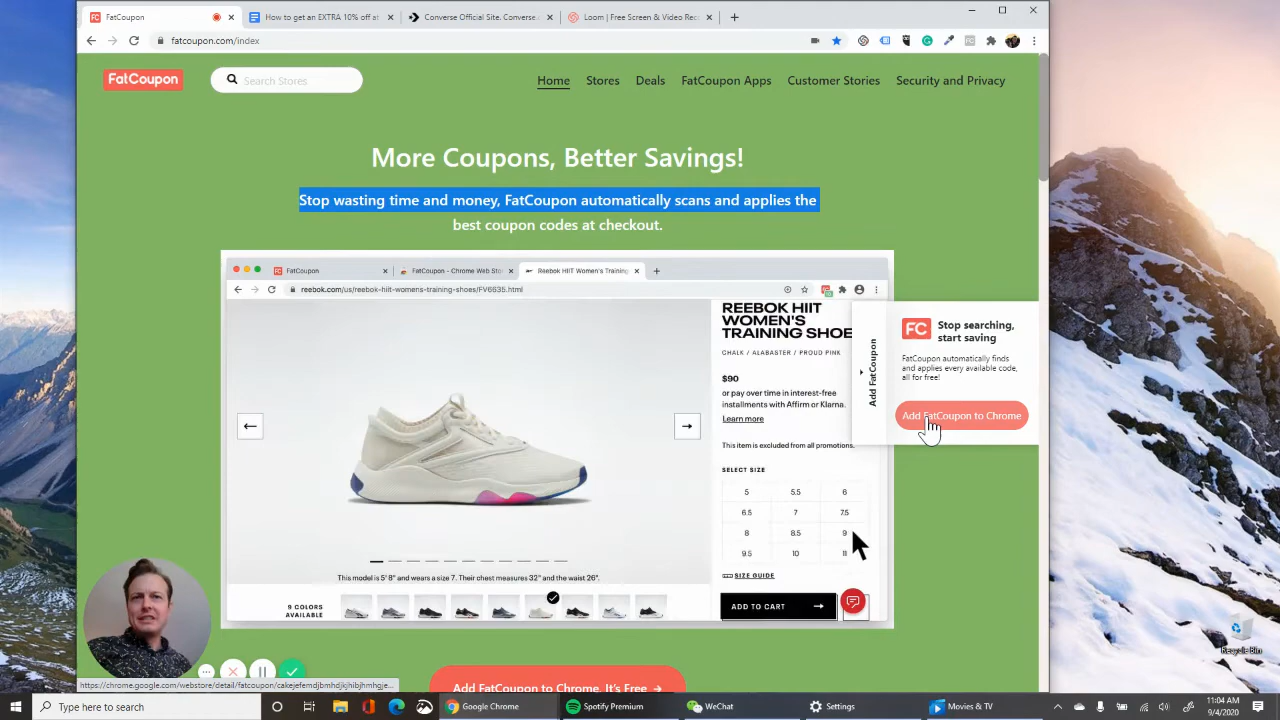 FatCoupon
How to get an EXTRA 10% off at
Converse Official Site. Converse.
Loom | Free Screen & Video Rec
fatcoupon.com/index
FatCoupon
Search Stores
Home
Stores
Deals
FatCoupon Apps
Customer Stories
Security and Privacy
More Coupons, Better Savings!
Stop wasting time and money, FatCoupon automatically scans and applies the
best coupon codes at checkout.
FatCoupon
FatCoupon - Chrome Web Sto
Reebok HIIT Women's Training
reebok.com/us/reebok-hiit-womens-training-shoes/FV6635.html
REEBOK HIIT
WOMEN'S
TRAINING SHOE
CHALK / ALABASTER / PROUD PINK
$90
or pay over time in interest-free
installments with Affirm or Klarna.
Learn more
This item is excluded from all promotions.
SELECT SIZE
5 5.5 6
6.5 7 7.5
8 8.5 9
9.5 10 11
SIZE GUIDE
ADD TO CART
This model is 5' 8" and wears a size 7. Their chest measures 32" and the waist 26".
9 COLORS
AVAILABLE
Add FatCoupon
FC
Stop searching,
start saving
FatCoupon automatically finds
and applies every available code,
all for free!
Add FatCoupon to Chrome
Add FatCoupon to Chrome, It's Free
https://chrome.google.com/webstore/detail/fatcoupon/cakejefemdjbmhdjkjhibjhmhgje...
Recycle Bin
Type here to search
Google Chrome
Spotify Premium
WeChat
Settings
Movies & TV
11:04 AM
9/4/2020